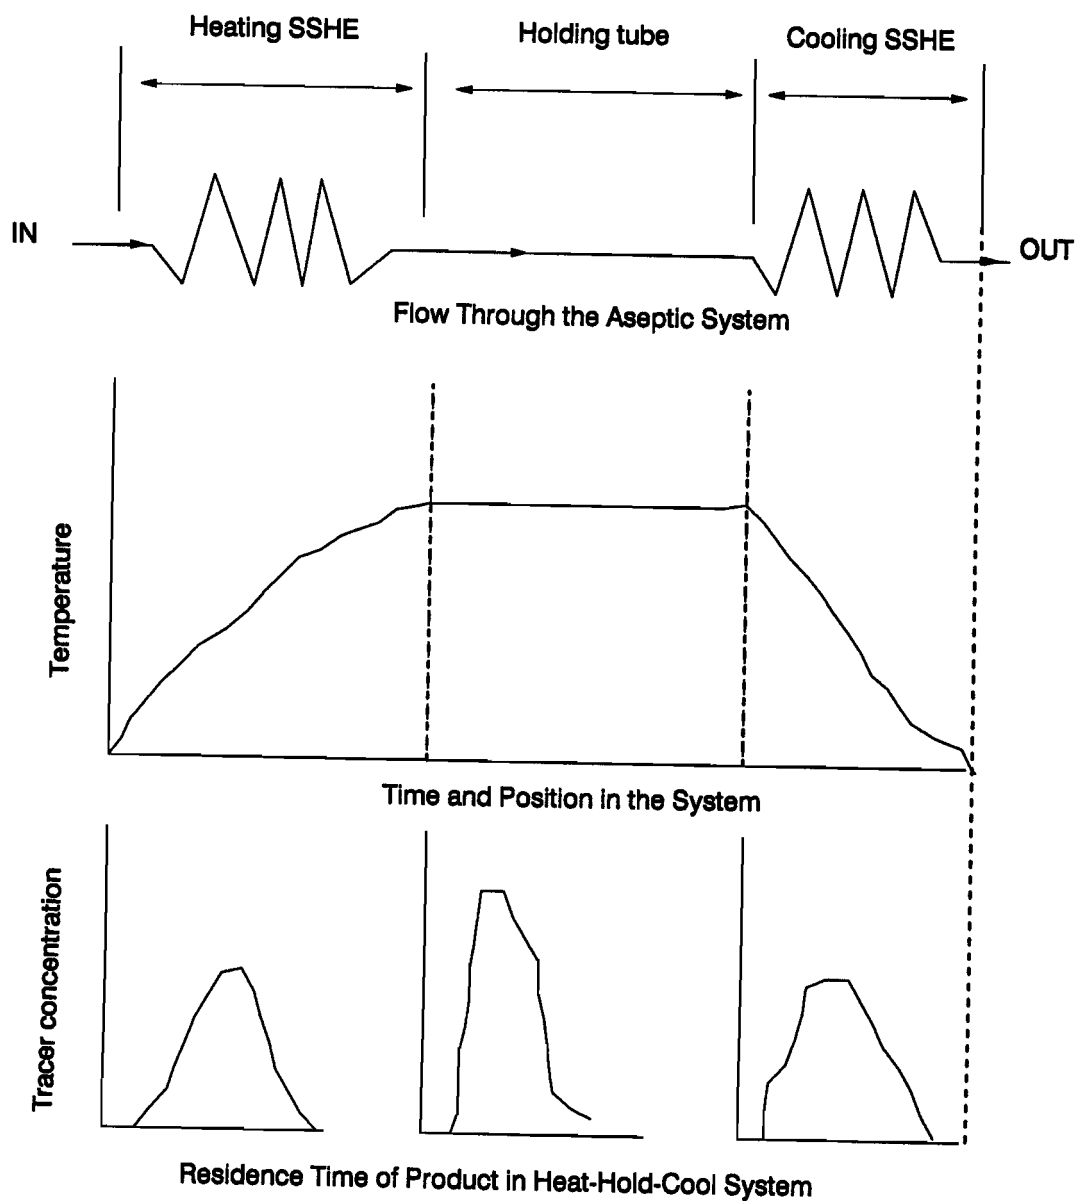 Heating SSHE
Holding tube
Cooling SSHE
IN
OUT
Flow Through the Aseptic System
Temperature
Time and Position in the System
Tracer concentration
Residence Time of Product in Heat-Hold-Cool System